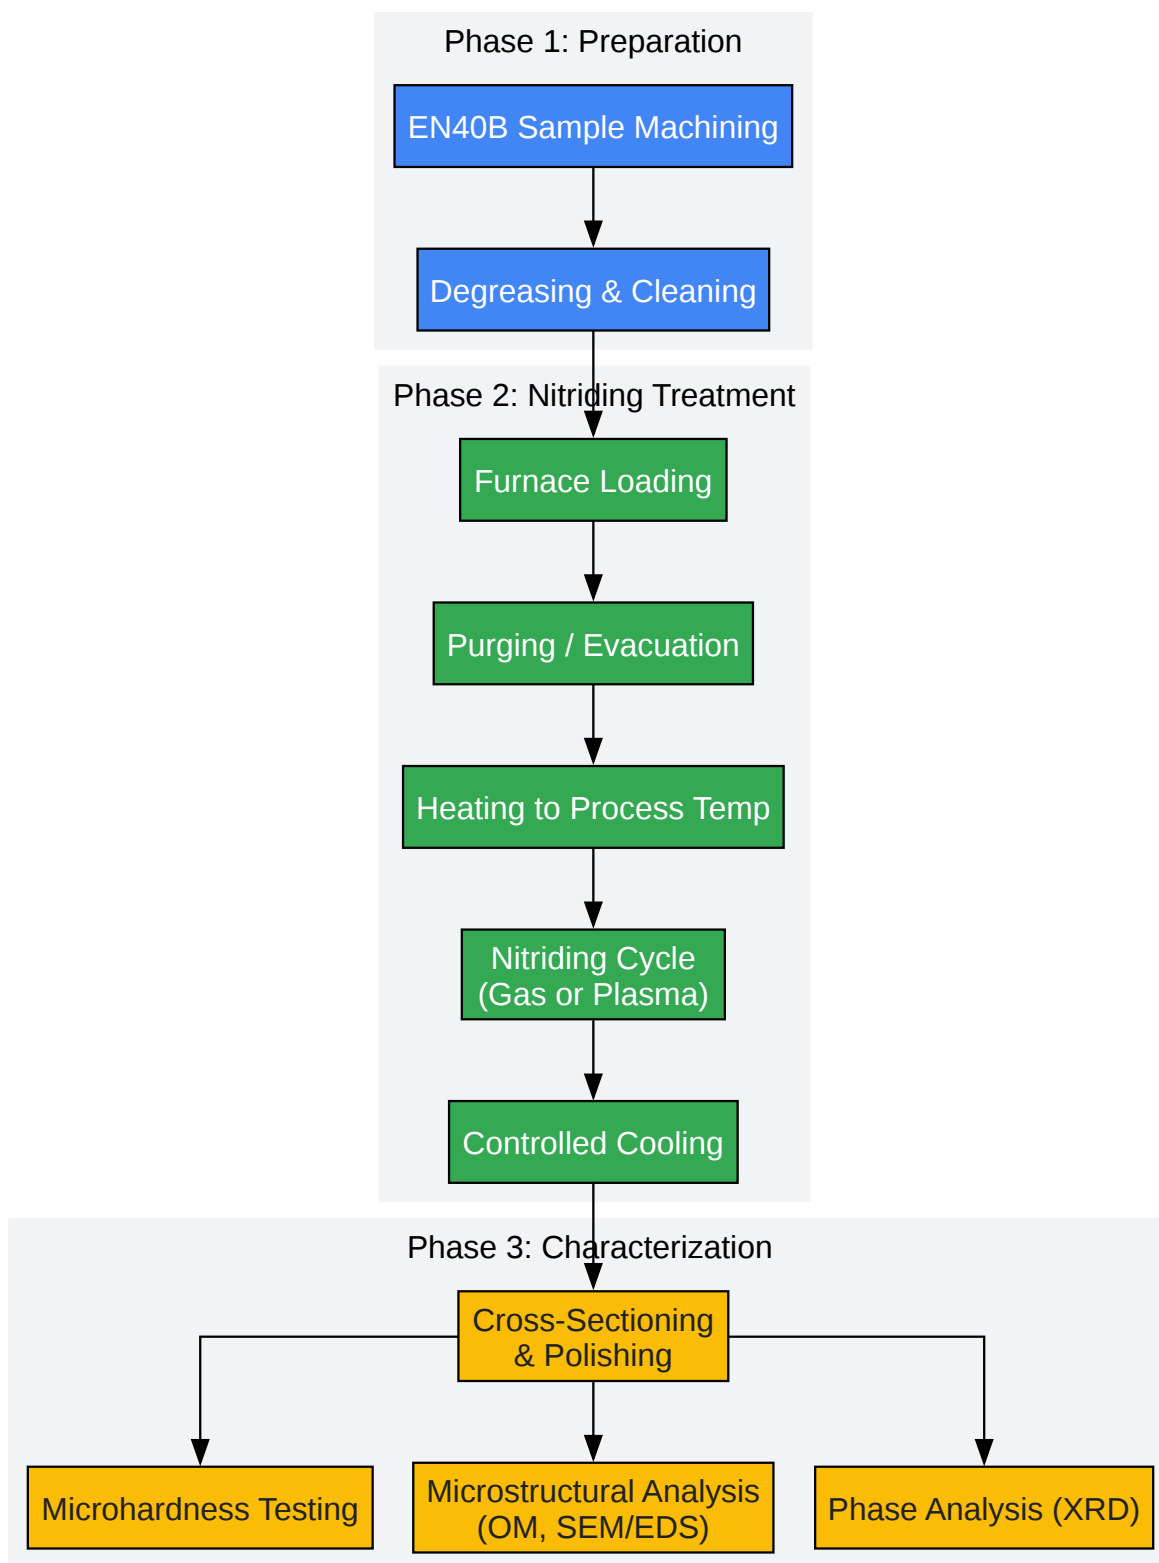 Phase 1: Preparation
EN40B Sample Machining
Degreasing & Cleaning
Phase 2: Nitriding Treatment
Furnace Loading
Purging / Evacuation
Heating to Process Temp
Nitriding Cycle
(Gas or Plasma)
Controlled Cooling
Phase 3: Characterization
Cross-Sectioning
& Polishing
Microhardness Testing
Microstructural Analysis
(OM, SEM/EDS)
Phase Analysis (XRD)